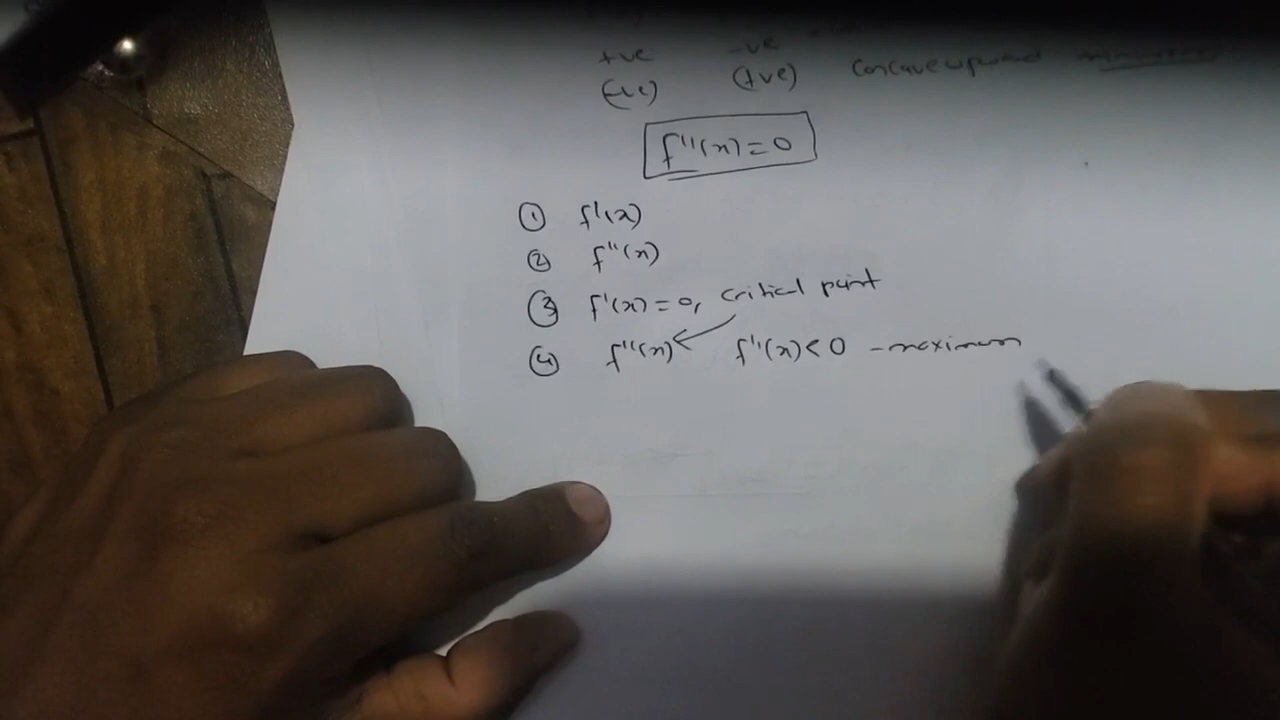 +ve -ve
(-ve) (+ve) concave upward
f''(x) = 0
① f'(x)
② f''(x)
③ f'(x) = 0, critical point
④ f''(x) f''(x) < 0 - maximum